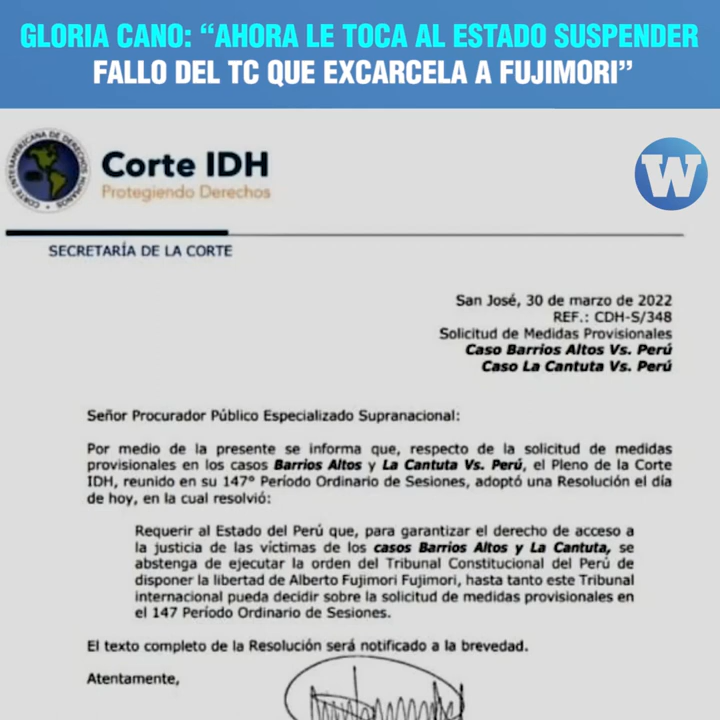 GLORIA CANO: “AHORA LE TOCA AL ESTADO SUSPENDER
FALLO DEL TC QUE EXCARCELA A FUJIMORI”
W
CORTE INTERAMERICANA DE DERECHOS HUMANOS
Corte IDH
Protegiendo Derechos
SECRETARÍA DE LA CORTE
San José, 30 de marzo de 2022
REF.: CDH-S/348
Solicitud de Medidas Provisionales
Caso Barrios Altos Vs. Perú
Caso La Cantuta Vs. Perú
Señor Procurador Público Especializado Supranacional:
Por medio de la presente se informa que, respecto de la solicitud de medidas
provisionales en los casos Barrios Altos y La Cantuta Vs. Perú, el Pleno de la Corte
IDH, reunido en su 147° Período Ordinario de Sesiones, adoptó una Resolución el día
de hoy, en la cual resolvió:
Requerir al Estado del Perú que, para garantizar el derecho de acceso a
la justicia de las víctimas de los casos Barrios Altos y La Cantuta, se
abstenga de ejecutar la orden del Tribunal Constitucional del Perú de
disponer la libertad de Alberto Fujimori Fujimori, hasta tanto este Tribunal
internacional pueda decidir sobre la solicitud de medidas provisionales en
el 147 Período Ordinario de Sesiones.
El texto completo de la Resolución será notificado a la brevedad.
Atentamente,